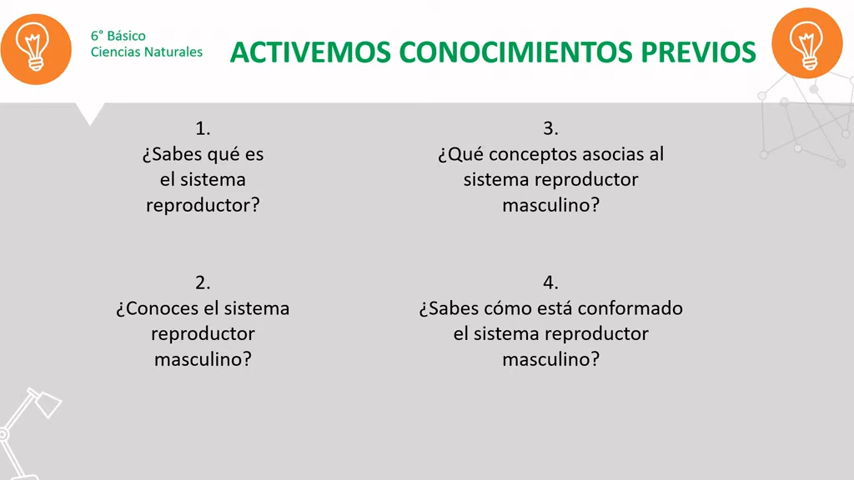 6° Básico
Ciencias Naturales
ACTIVEMOS CONOCIMIENTOS PREVIOS
1.
¿Sabes qué es
el sistema
reproductor?
2.
¿Conoces el sistema
reproductor
masculino?
3.
¿Qué conceptos asocias al
sistema reproductor
masculino?
4.
¿Sabes cómo está conformado
el sistema reproductor
masculino?